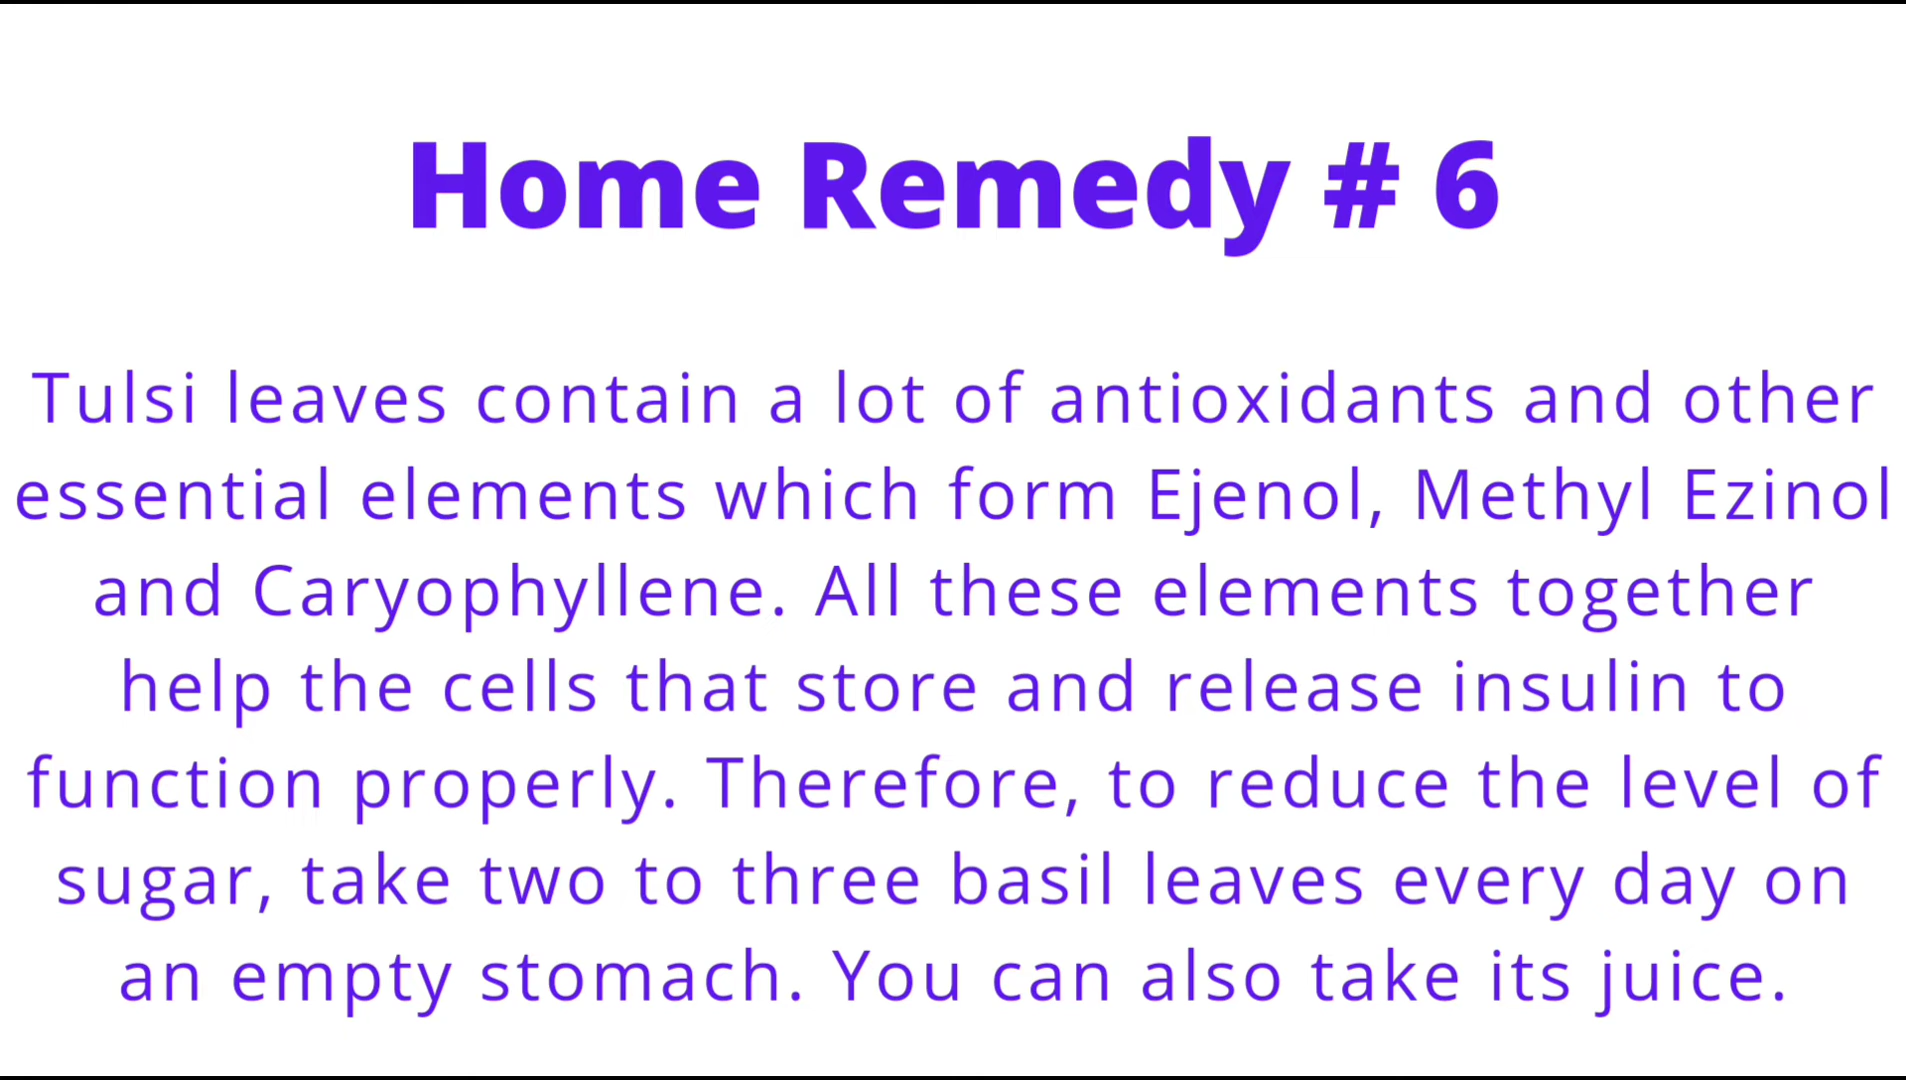 Home Remedy # 6
Tulsi leaves contain a lot of antioxidants and other
essential elements which form Ejenol, Methyl Ezinol
and Caryophyllene. All these elements together
help the cells that store and release insulin to
function properly. Therefore, to reduce the level of
sugar, take two to three basil leaves every day on
an empty stomach. You can also take its juice.